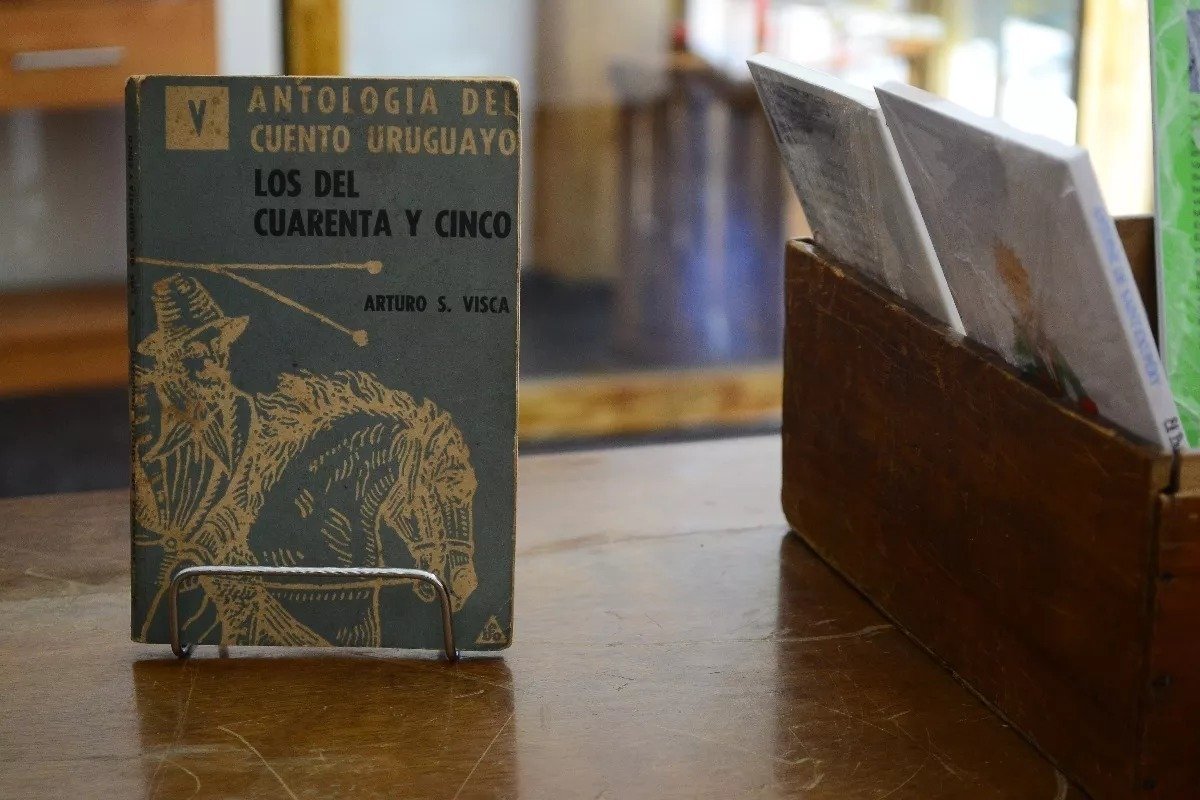 V
ANTOLOGIA DEL
CUENTO URUGUAYO
LOS DEL
CUARENTA Y CINCO
ARTURO S. VISCA